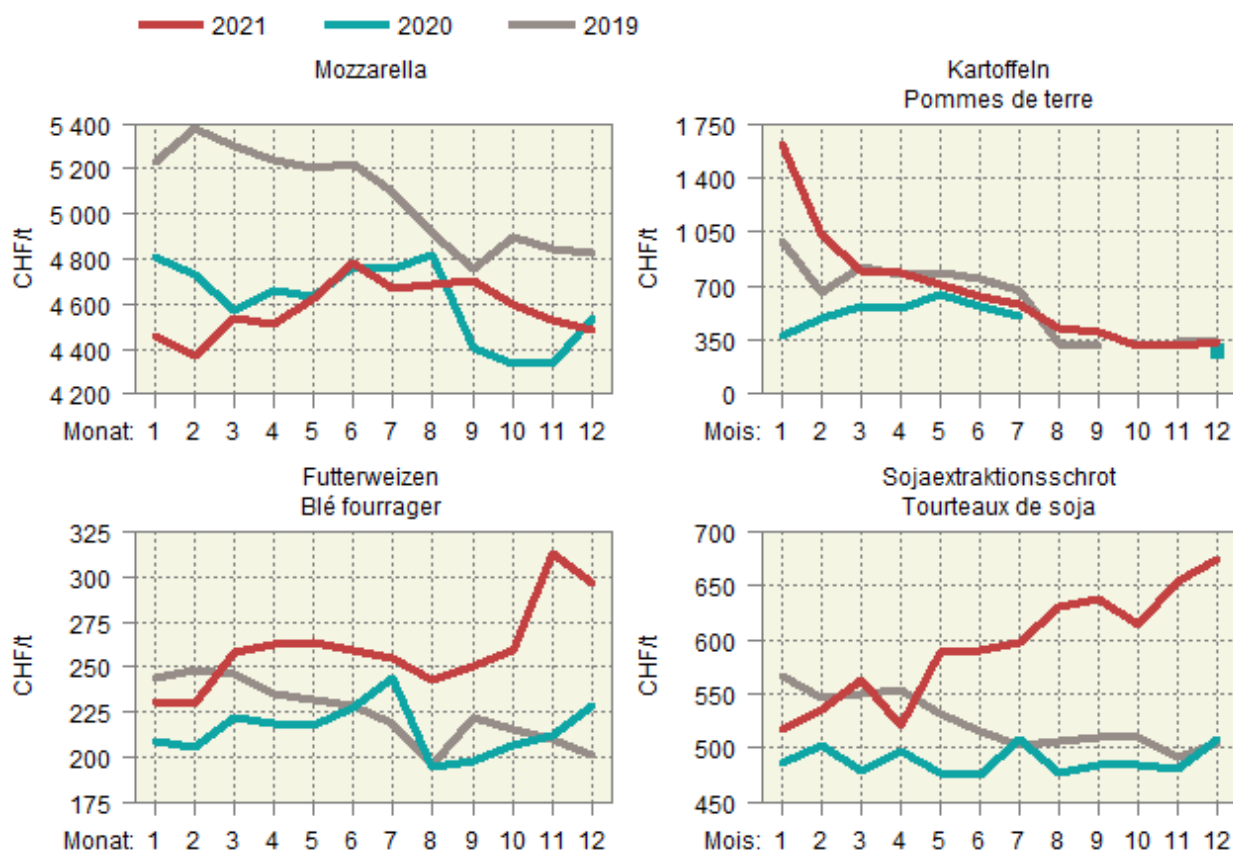 2021 2020 2019
Mozzarella
CHF/t
5 400
5 200
5 000
4 800
4 600
4 400
4 200
Monat: 1 2 3 4 5 6 7 8 9 10 11 12
Kartoffeln
Pommes de terre
CHF/t
1 750
1 400
1 050
700
350
0
Mois: 1 2 3 4 5 6 7 8 9 10 11 12
Futterweizen
Blé fourrager
CHF/t
325
300
275
250
225
200
175
Monat: 1 2 3 4 5 6 7 8 9 10 11 12
Sojaextraktionsschrot
Tourteaux de soja
CHF/t
700
650
600
550
500
450
Mois: 1 2 3 4 5 6 7 8 9 10 11 12